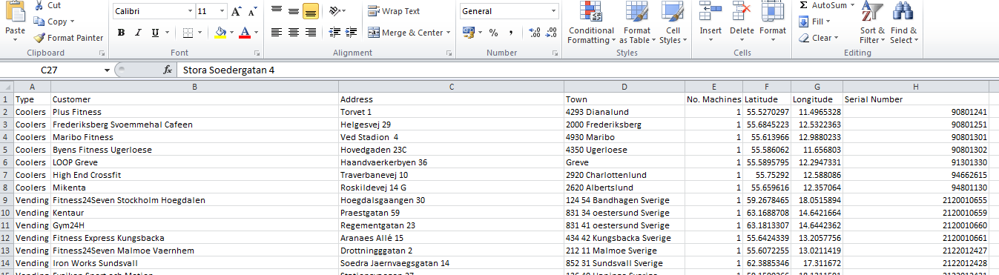 Cut
Copy
Format Painter
Paste
Clipboard
Calibri 11 A A
B I U A
Font
Wrap Text
Merge & Center
Alignment
General
% , .00 .0
Number
Conditional Formatting
Format as Table
Cell Styles
Styles
Insert Delete Format
Cells
Σ AutoSum
Fill
Clear
Sort & Filter
Find & Select
Editing
C27 fx Stora Soedergatan 4
A B C D E F G H
1 Type Customer Address Town No. Machines Latitude Longitude Serial Number
2 Coolers Plus Fitness Torvet 1 4293 Dianalund 1 55.5270297 11.4965328 90801241
3 Coolers Frederiksberg Svoemmehal Cafeen Helgesvej 29 2000 Frederiksberg 1 55.6845223 12.5322363 90801251
4 Coolers Maribo Fitness Ved Stadion 4 4930 Maribo 1 55.613966 12.9880233 90801301
5 Coolers Byens Fitness Ugerloese Hovedgaden 23C 4350 Ugerloese 1 55.586062 11.656803 90801302
6 Coolers LOOP Greve Haandvaerkerbyen 36 Greve 1 55.5895795 12.2947331 91301330
7 Coolers High End Crossfit Traverbanevej 10 2920 Charlottenlund 1 55.75292 12.588086 94662615
8 Coolers Mikenta Roskildevej 14 G 2620 Albertslund 1 55.659616 12.357064 94801130
9 Vending Fitness24Seven Stockholm Hoegdalen Hoegdalsgaangen 30 124 54 Bandhagen Sverige 1 59.2678465 18.0515894 2120010655
10 Vending Kentaur Praestgatan 59 831 34 oestersund Sverige 1 63.1688708 14.6421664 2120010659
11 Vending Gym24H Regementgatan 23 831 41 oestersund Sverige 1 63.1813307 14.6442362 2120010660
12 Vending Fitness Express Kungsbacka Aranaes Allé 15 434 42 Kungsbacka Sverige 1 55.6424339 13.2057756 2120010661
13 Vending Fitness24Seven Malmoe Vaernhem Drottningggatan 2 212 11 Malmoe Sverige 1 55.6072255 13.0211419 2122012427
14 Vending Iron Works Sundsvall Soedra Jaernvaegsgatan 14 852 31 Sundsvall Sverige 1 62.3885346 17.311672 2122012428